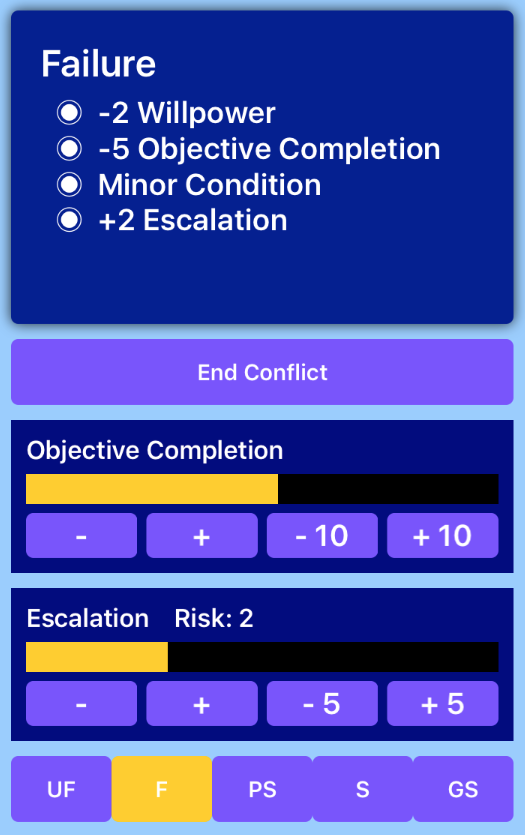 Failure
-2 Willpower
-5 Objective Completion
Minor Condition
+2 Escalation
End Conflict
Objective Completion
- + - 10 + 10
Escalation Risk: 2
- + - 5 + 5
UF F PS S GS